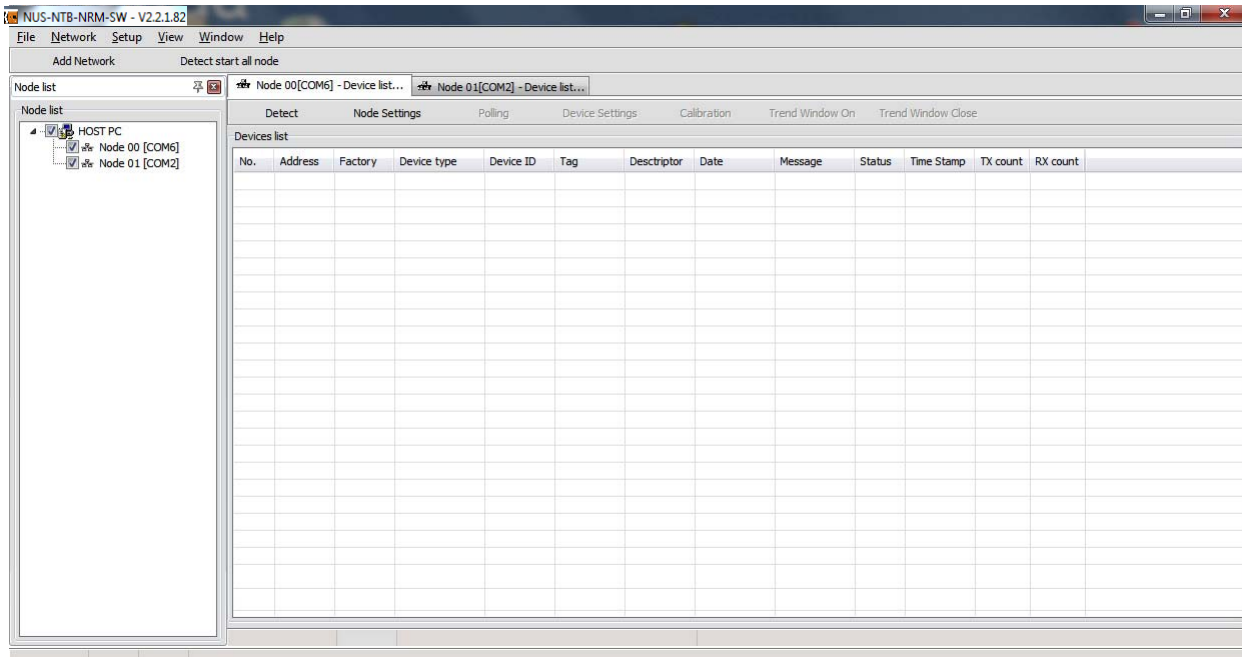 NUS-NTB-NRM-SW - V2.2.1.82
File Network Setup View Window Help
Add Network Detect start all node
Node list
Node 00[COM6] - Device list... Node 01[COM2] - Device list...
Node list
HOST PC
Node 00 [COM6]
Node 01 [COM2]
Detect Node Settings Polling Device Settings Calibration Trend Window On Trend Window Close
Devices list
No. Address Factory Device type Device ID Tag Desctriptor Date Message Status Time Stamp TX count RX count